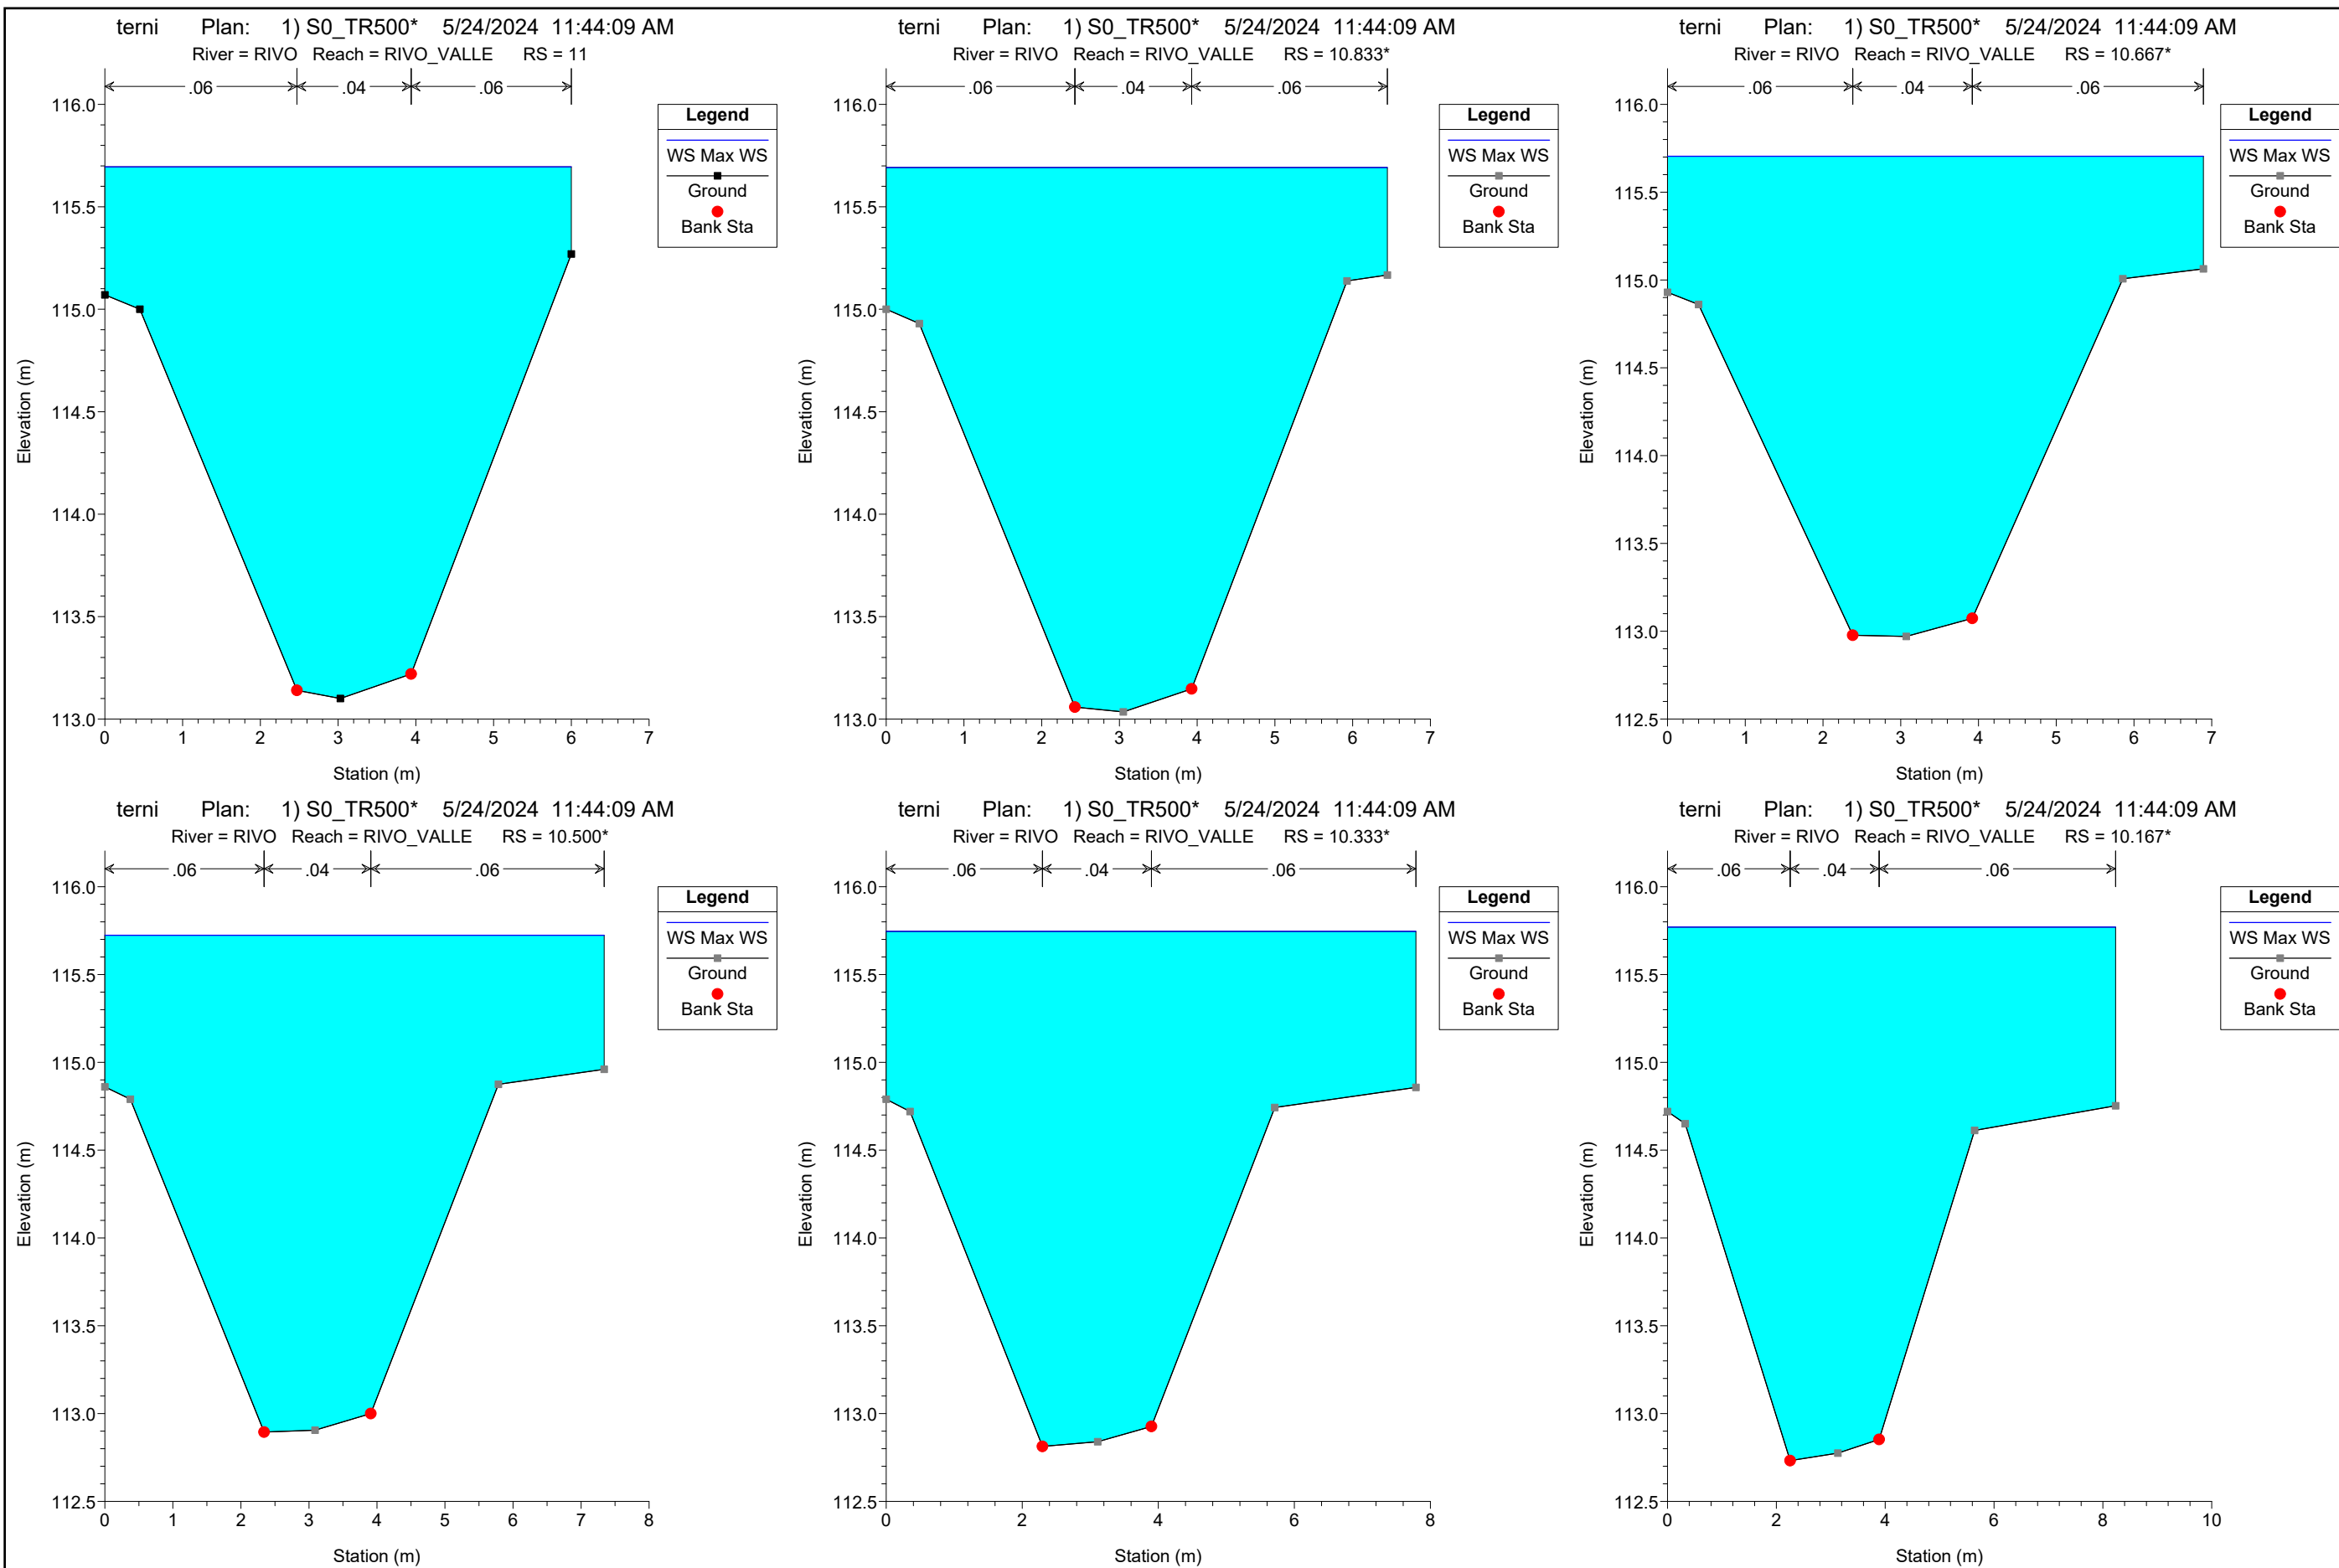 terni Plan: 1) S0_TR500* 5/24/2024 11:44:09 AM
River = RIVO Reach = RIVO_VALLE RS = 11
.06 .04 .06
116.0
115.5
115.0
114.5
114.0
113.5
113.0
0 1 2 3 4 5 6 7
Elevation (m)
Station (m)
Legend
WS Max WS
Ground
Bank Sta
terni Plan: 1) S0_TR500* 5/24/2024 11:44:09 AM
River = RIVO Reach = RIVO_VALLE RS = 10.833*
.06 .04 .06
116.0
115.5
115.0
114.5
114.0
113.5
113.0
0 1 2 3 4 5 6 7
Elevation (m)
Station (m)
Legend
WS Max WS
Ground
Bank Sta
terni Plan: 1) S0_TR500* 5/24/2024 11:44:09 AM
River = RIVO Reach = RIVO_VALLE RS = 10.667*
.06 .04 .06
116.0
115.5
115.0
114.5
114.0
113.5
113.0
112.5
0 1 2 3 4 5 6 7
Elevation (m)
Station (m)
Legend
WS Max WS
Ground
Bank Sta
terni Plan: 1) S0_TR500* 5/24/2024 11:44:09 AM
River = RIVO Reach = RIVO_VALLE RS = 10.500*
.06 .04 .06
116.0
115.5
115.0
114.5
114.0
113.5
113.0
112.5
0 1 2 3 4 5 6 7 8
Elevation (m)
Station (m)
Legend
WS Max WS
Ground
Bank Sta
terni Plan: 1) S0_TR500* 5/24/2024 11:44:09 AM
River = RIVO Reach = RIVO_VALLE RS = 10.333*
.06 .04 .06
116.0
115.5
115.0
114.5
114.0
113.5
113.0
112.5
0 2 4 6 8
Elevation (m)
Station (m)
Legend
WS Max WS
Ground
Bank Sta
terni Plan: 1) S0_TR500* 5/24/2024 11:44:09 AM
River = RIVO Reach = RIVO_VALLE RS = 10.167*
.06 .04 .06
116.0
115.5
115.0
114.5
114.0
113.5
113.0
112.5
0 2 4 6 8 10
Elevation (m)
Station (m)
Legend
WS Max WS
Ground
Bank Sta